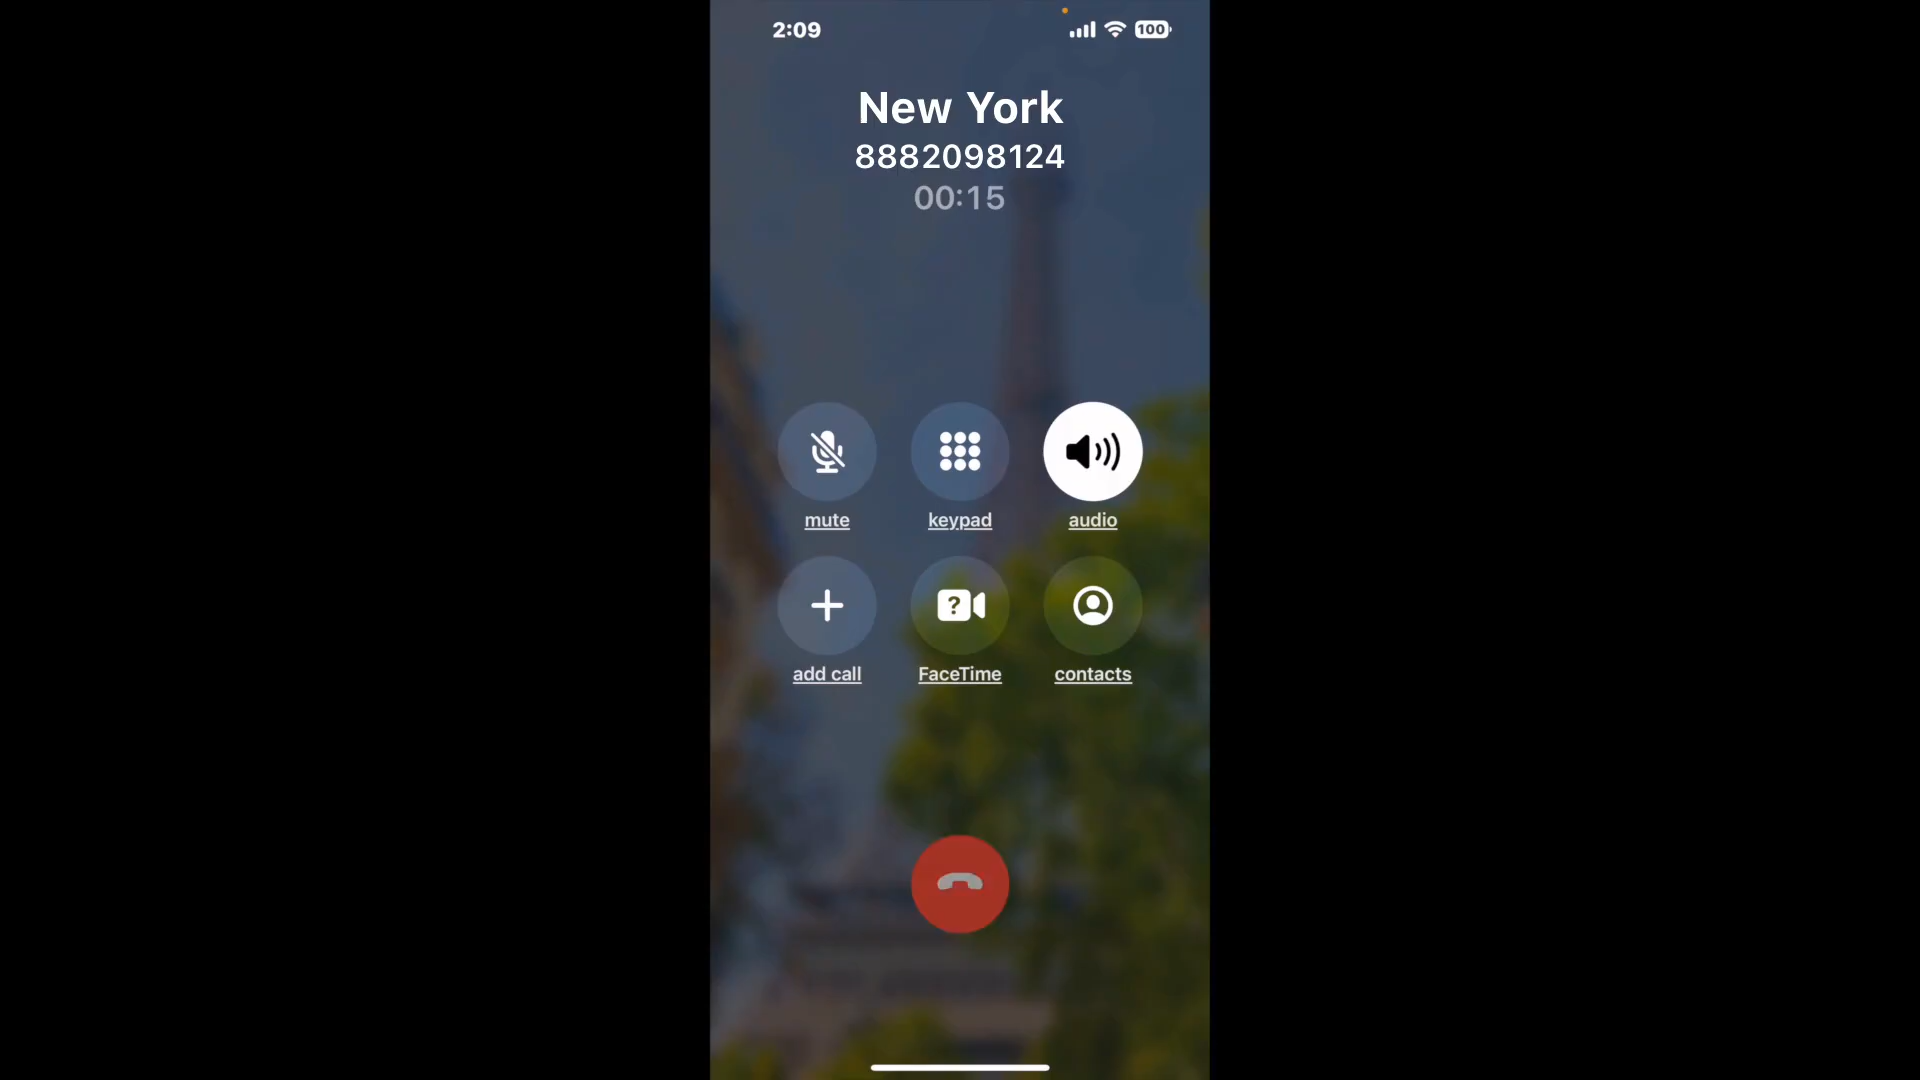 2:09
100
New York
8882098124
00:15
mute
keypad
audio
?
add call
FaceTime
contacts